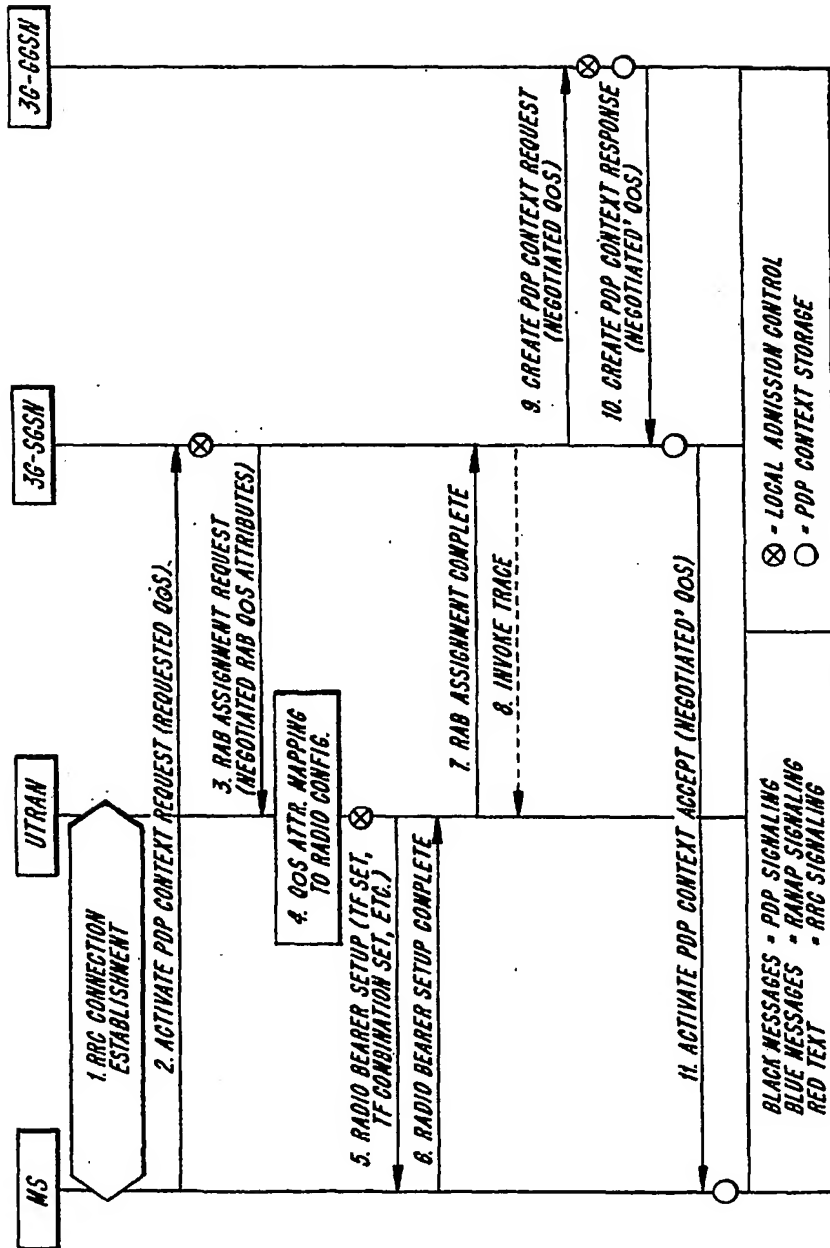 MS
UTRAN
3G-SGSN
3G-GGSN
1. RRC CONNECTION
ESTABLISHMENT
2. ACTIVATE PDP CONTEXT REQUEST (REQUESTED QOS).
3. RAB ASSIGNMENT REQUEST
(NEGOTIATED RAB QOS ATTRIBUTES)
4. QOS ATTR. MAPPING
TO RADIO CONFIG.
5. RADIO BEARER SETUP (TF SET,
TF COMBINATION SET, ETC.)
6. RADIO BEARER SETUP COMPLETE
7. RAB ASSIGNMENT COMPLETE
8. INVOKE TRACE
9. CREATE PDP CONTEXT REQUEST
(NEGOTIATED QOS)
10. CREATE PDP CONTEXT RESPONSE
(NEGOTIATED' QOS)
11. ACTIVATE PDP CONTEXT ACCEPT (NEGOTIATED' QOS)
BLACK MESSAGES = PDP SIGNALING
BLUE MESSAGES = RANAP SIGNALING
RED TEXT = RRC SIGNALING
⊗ = LOCAL ADMISSION CONTROL
○ = PDP CONTEXT STORAGE